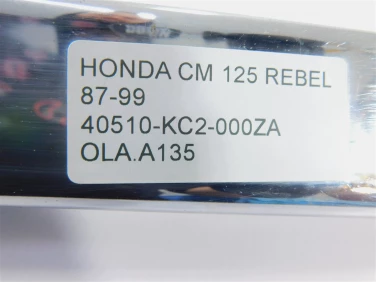 HONDA CM 125 REBEL
87-99
40510-KC2-000ZA
OLA.A135